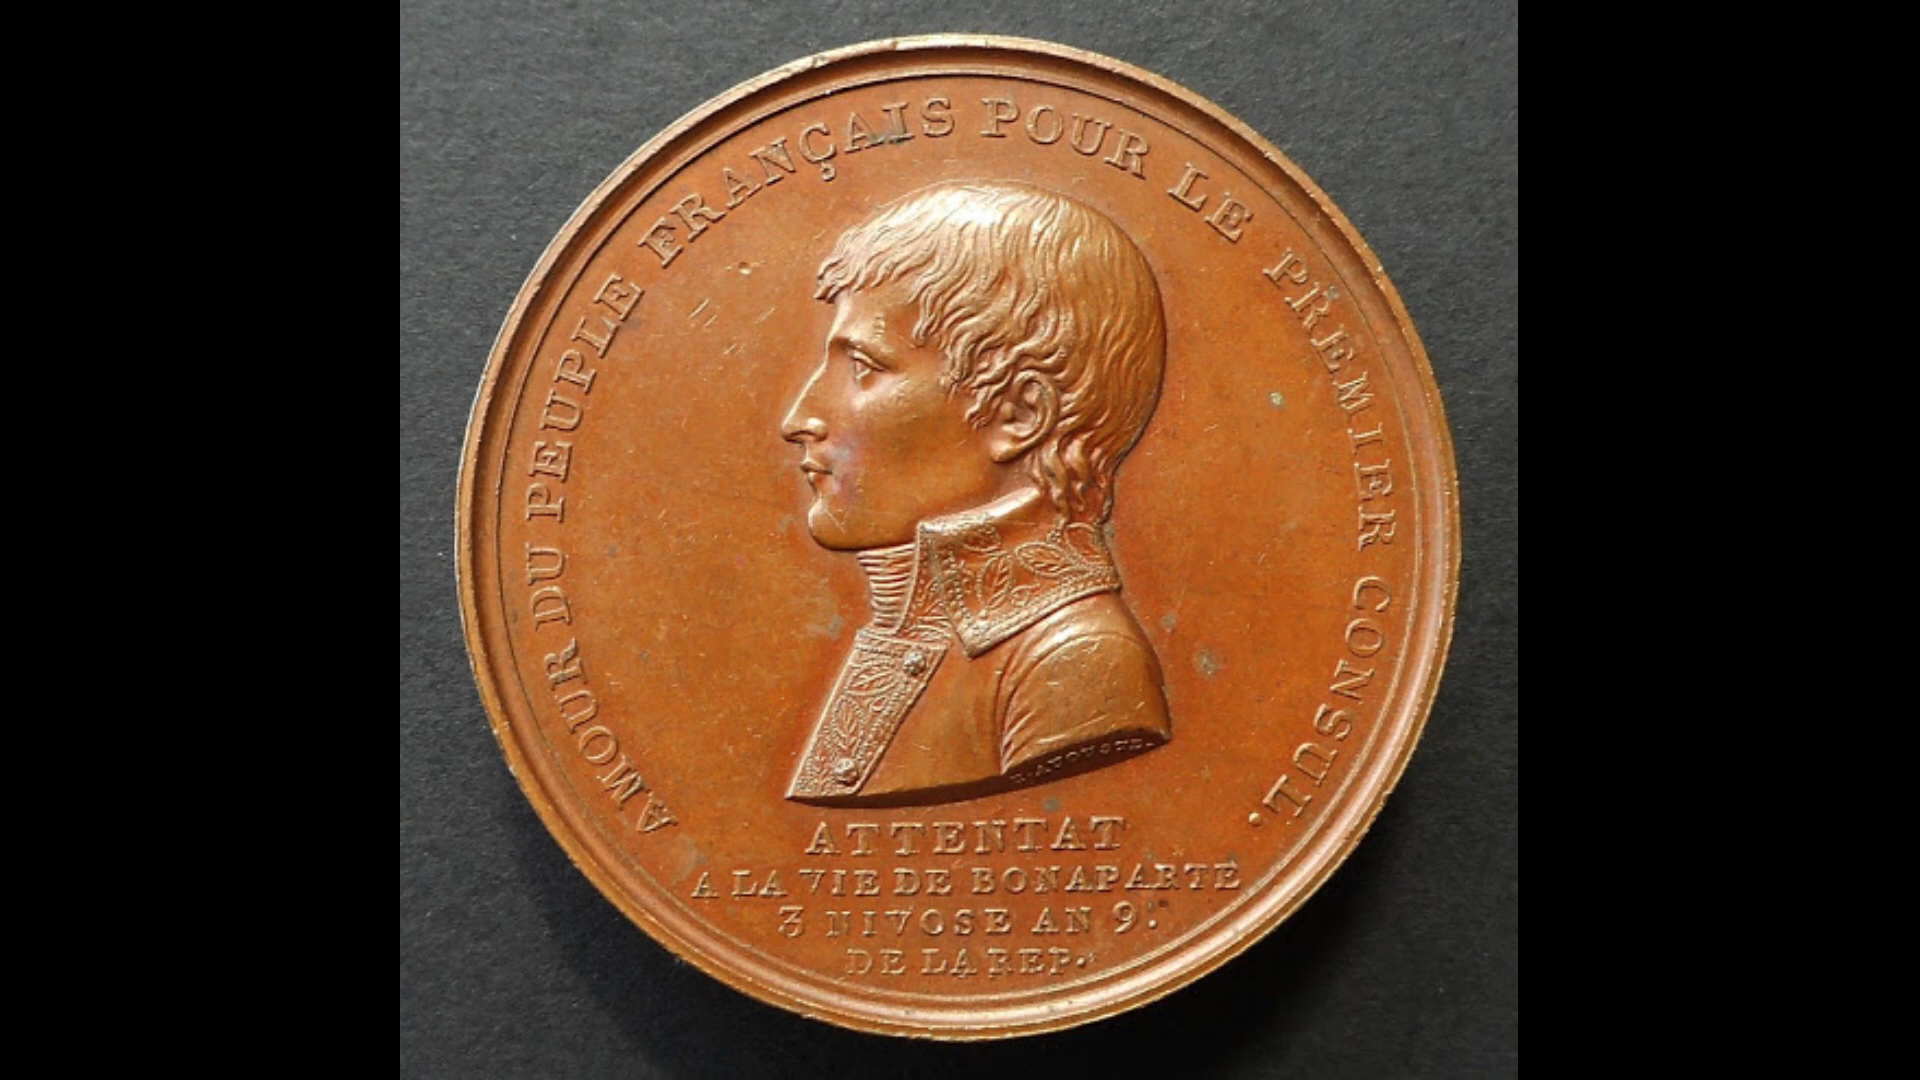 AMOUR DU PEUPLE FRANÇAIS POUR LE PREMIER CONSUL.
ATTENTAT
A LA VIE DE BONAPARTE
3 NIVOSE AN 9.
DE LA REP.